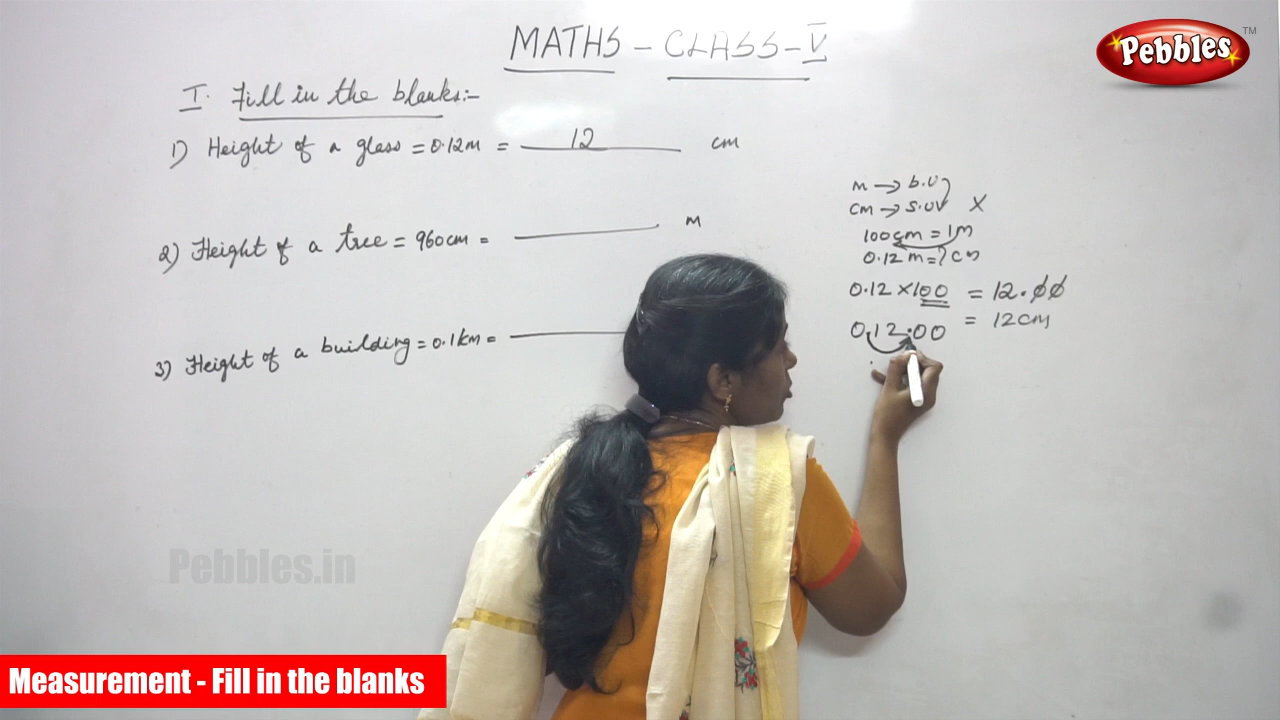 MATHS - CLASS - V
Pebbles TM
I. Fill in the blanks:-
1) Height of a glass = 0.12m = 12 cm
2) Height of a tree = 960cm = m
3) Height of a building = 0.1km =
M → b.U
CM → S.U X
100cm = 1m
0.12 m = ? cm
0.12 × 100 = 12.00
= 12cm
0.12.00
Pebbles.in
Measurement - Fill in the blanks